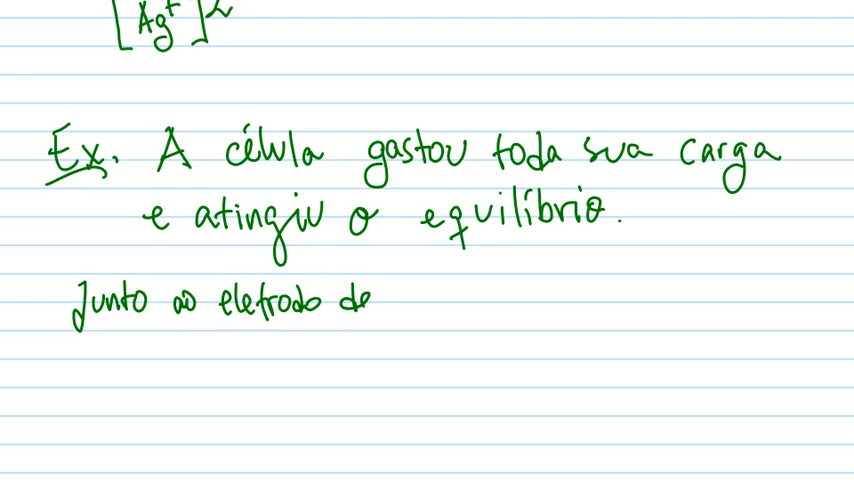 [Ag⁺]²
Ex. A célula gastou toda sua carga
e atingiu o equilíbrio.
Junto ao eletrodo de